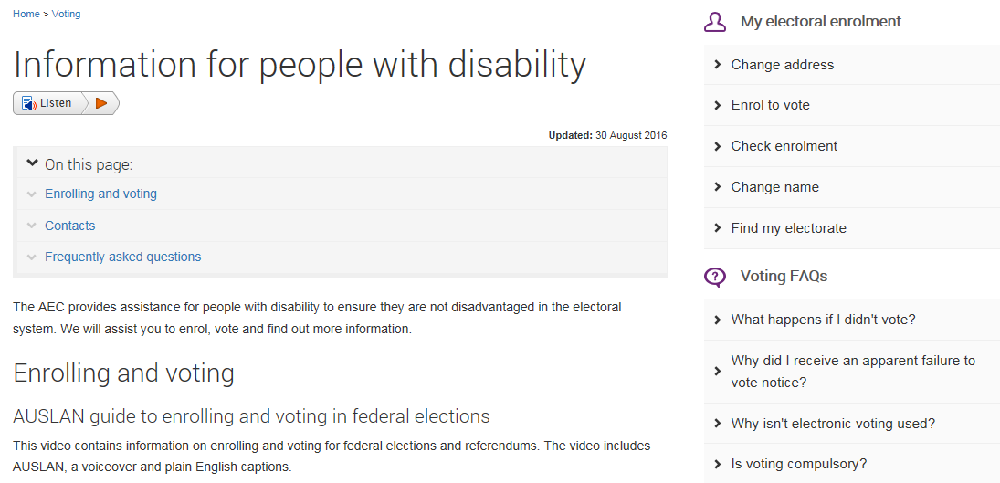 Home > Voting
Information for people with disability
Listen
Updated: 30 August 2016
On this page:
Enrolling and voting
Contacts
Frequently asked questions
The AEC provides assistance for people with disability to ensure they are not disadvantaged in the electoral
system. We will assist you to enrol, vote and find out more information.
Enrolling and voting
AUSLAN guide to enrolling and voting in federal elections
This video contains information on enrolling and voting for federal elections and referendums. The video includes
AUSLAN, a voiceover and plain English captions.
My electoral enrolment
Change address
Enrol to vote
Check enrolment
Change name
Find my electorate
Voting FAQs
What happens if I didn't vote?
Why did I receive an apparent failure to
vote notice?
Why isn't electronic voting used?
Is voting compulsory?